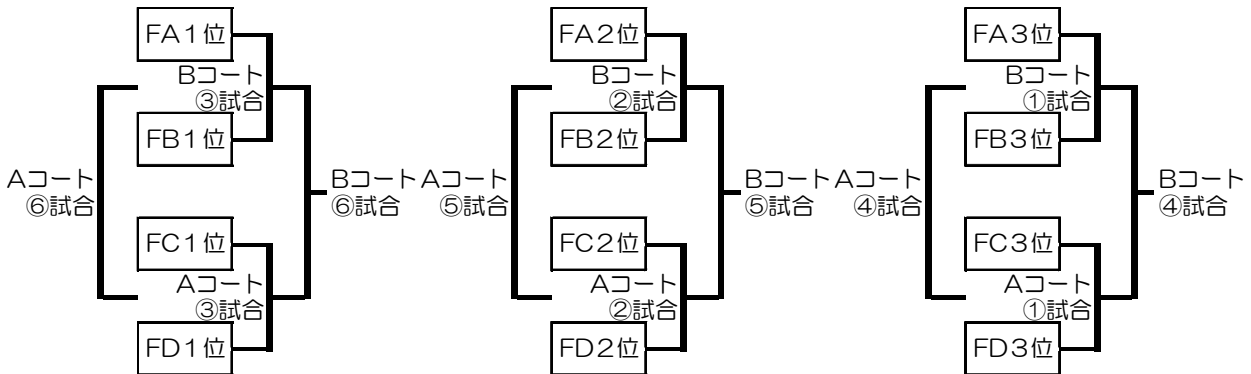 FA1位
Bコート
③試合
FB1位
Aコート
⑥試合
Bコート
⑥試合
FC1位
Aコート
③試合
FD1位
FA2位
Bコート
②試合
FB2位
Aコート
⑤試合
Bコート
⑤試合
FC2位
Aコート
②試合
FD2位
FA3位
Bコート
①試合
FB3位
Aコート
④試合
Bコート
④試合
FC3位
Aコート
①試合
FD3位